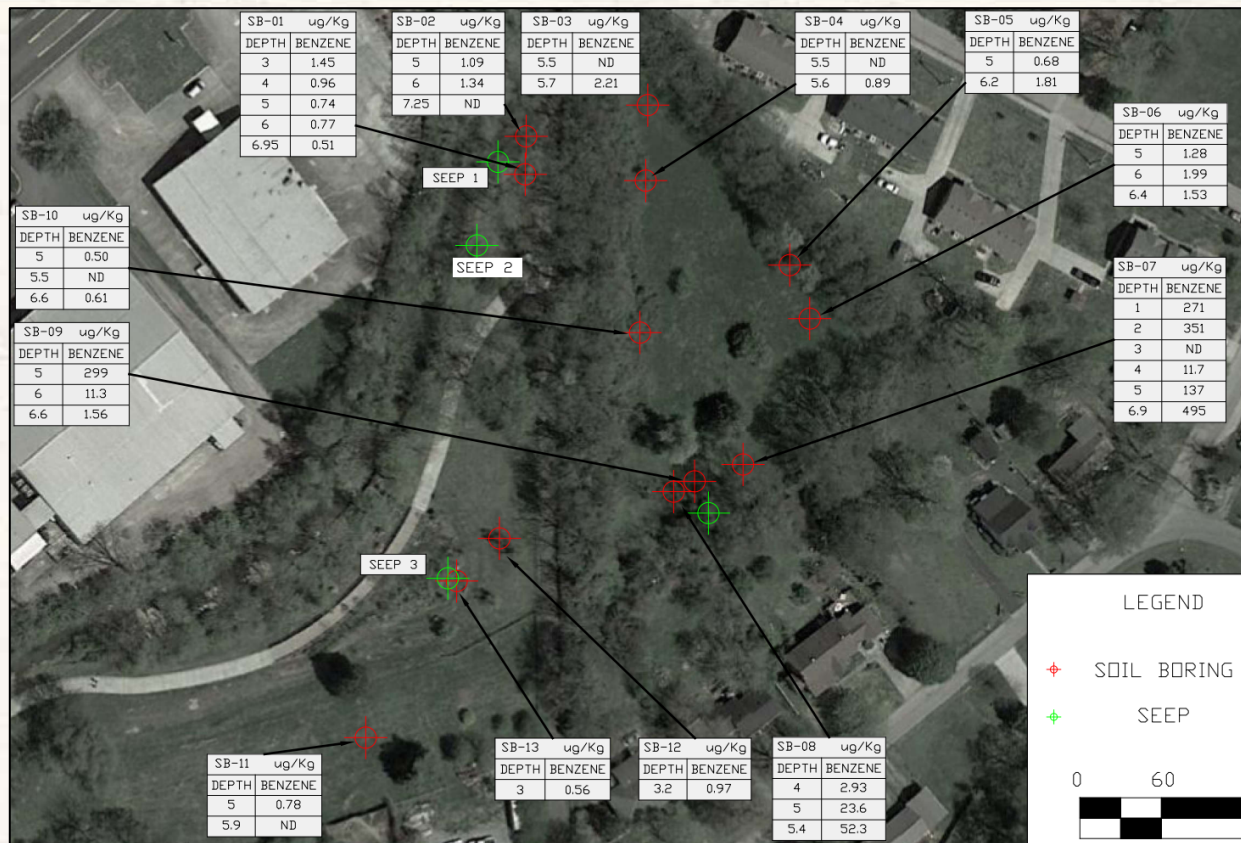 SB-01 ug/Kg
DEPTH BENZENE
3 1.45
4 0.96
5 0.74
6 0.77
6.95 0.51
SB-02 ug/Kg
DEPTH BENZENE
5 1.09
6 1.34
7.25 ND
SB-03 ug/Kg
DEPTH BENZENE
5.5 ND
5.7 2.21
SB-04 ug/Kg
DEPTH BENZENE
5.5 ND
5.6 0.89
SB-05 ug/Kg
DEPTH BENZENE
5 0.68
6.2 1.81
SB-06 ug/Kg
DEPTH BENZENE
5 1.28
6 1.99
6.4 1.53
SEEP 1
SEEP 2
SB-10 ug/Kg
DEPTH BENZENE
5 0.50
5.5 ND
6.6 0.61
SB-07 ug/Kg
DEPTH BENZENE
1 271
2 351
3 ND
4 11.7
5 137
6.9 495
SB-09 ug/Kg
DEPTH BENZENE
5 299
6 11.3
6.6 1.56
SEEP 3
SB-11 ug/Kg
DEPTH BENZENE
5 0.78
5.9 ND
SB-13 ug/Kg
DEPTH BENZENE
3 0.56
SB-12 ug/Kg
DEPTH BENZENE
3.2 0.97
SB-08 ug/Kg
DEPTH BENZENE
4 2.93
5 23.6
5.4 52.3
LEGEND
SOIL BORING
SEEP
0 60